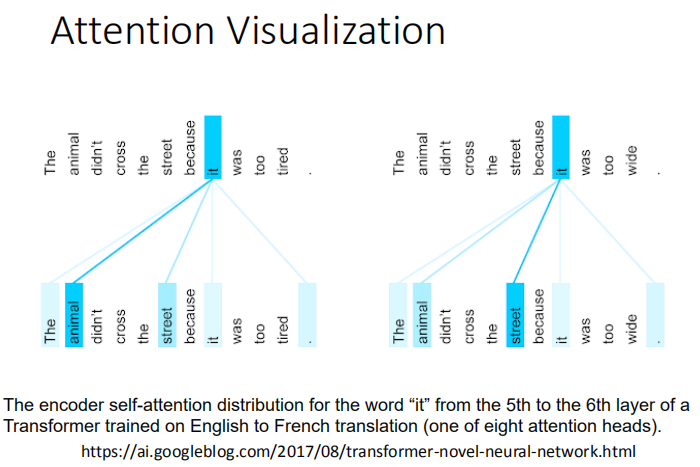 Attention Visualization
The animal didn't cross the street because it was too tired .
The animal didn't cross the street because it was too wide .
The animal didn't cross the street because it was too tired .
The animal didn't cross the street because it was too wide .
The encoder self-attention distribution for the word “it” from the 5th to the 6th layer of a
Transformer trained on English to French translation (one of eight attention heads).
https://ai.googleblog.com/2017/08/transformer-novel-neural-network.html